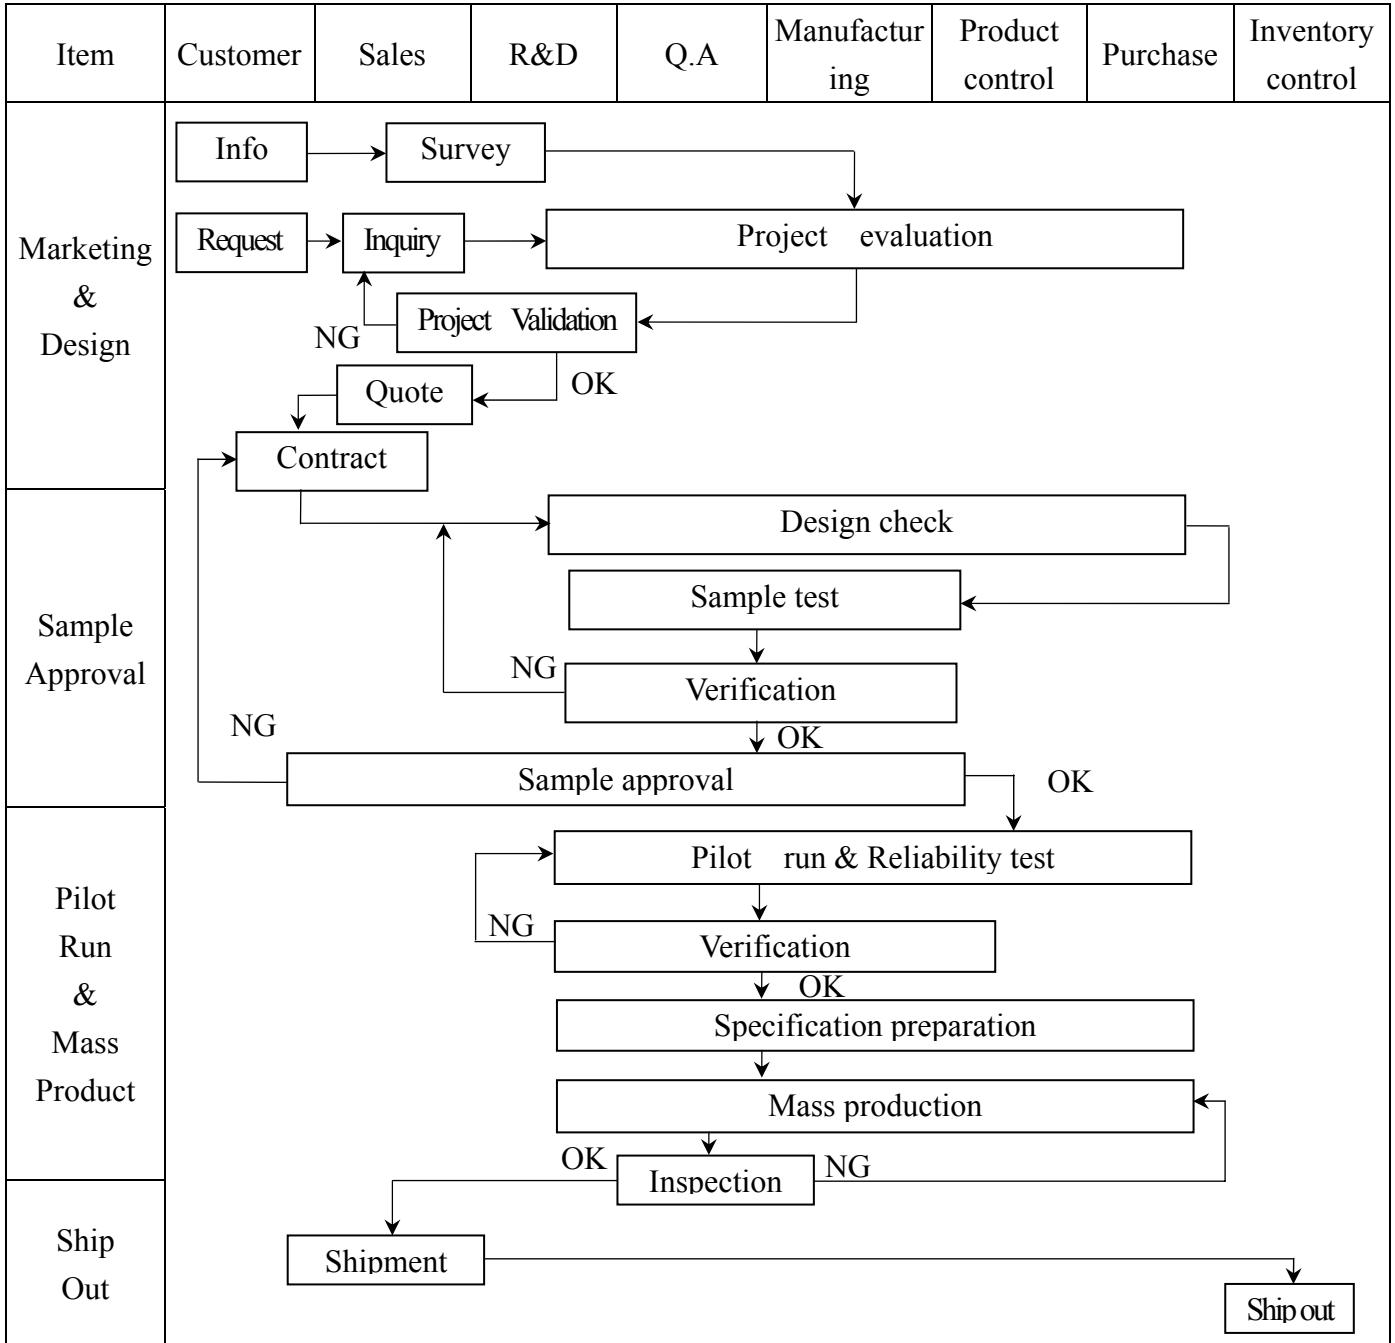 Item
Customer
Sales
R&D
Q.A
Manufactur
ing
Product
control
Purchase
Inventory
control
Marketing
&
Design
Info
Survey
Request
Inquiry
Project evaluation
NG
Project Validation
Quote
OK
Contract
Sample
Approval
Design check
Sample test
NG
Verification
NG
OK
Sample approval
OK
Pilot
Run
&
Mass
Product
Pilot run & Reliability test
NG
Verification
OK
Specification preparation
Mass production
OK
Inspection
NG
Ship
Out
Shipment
Ship out